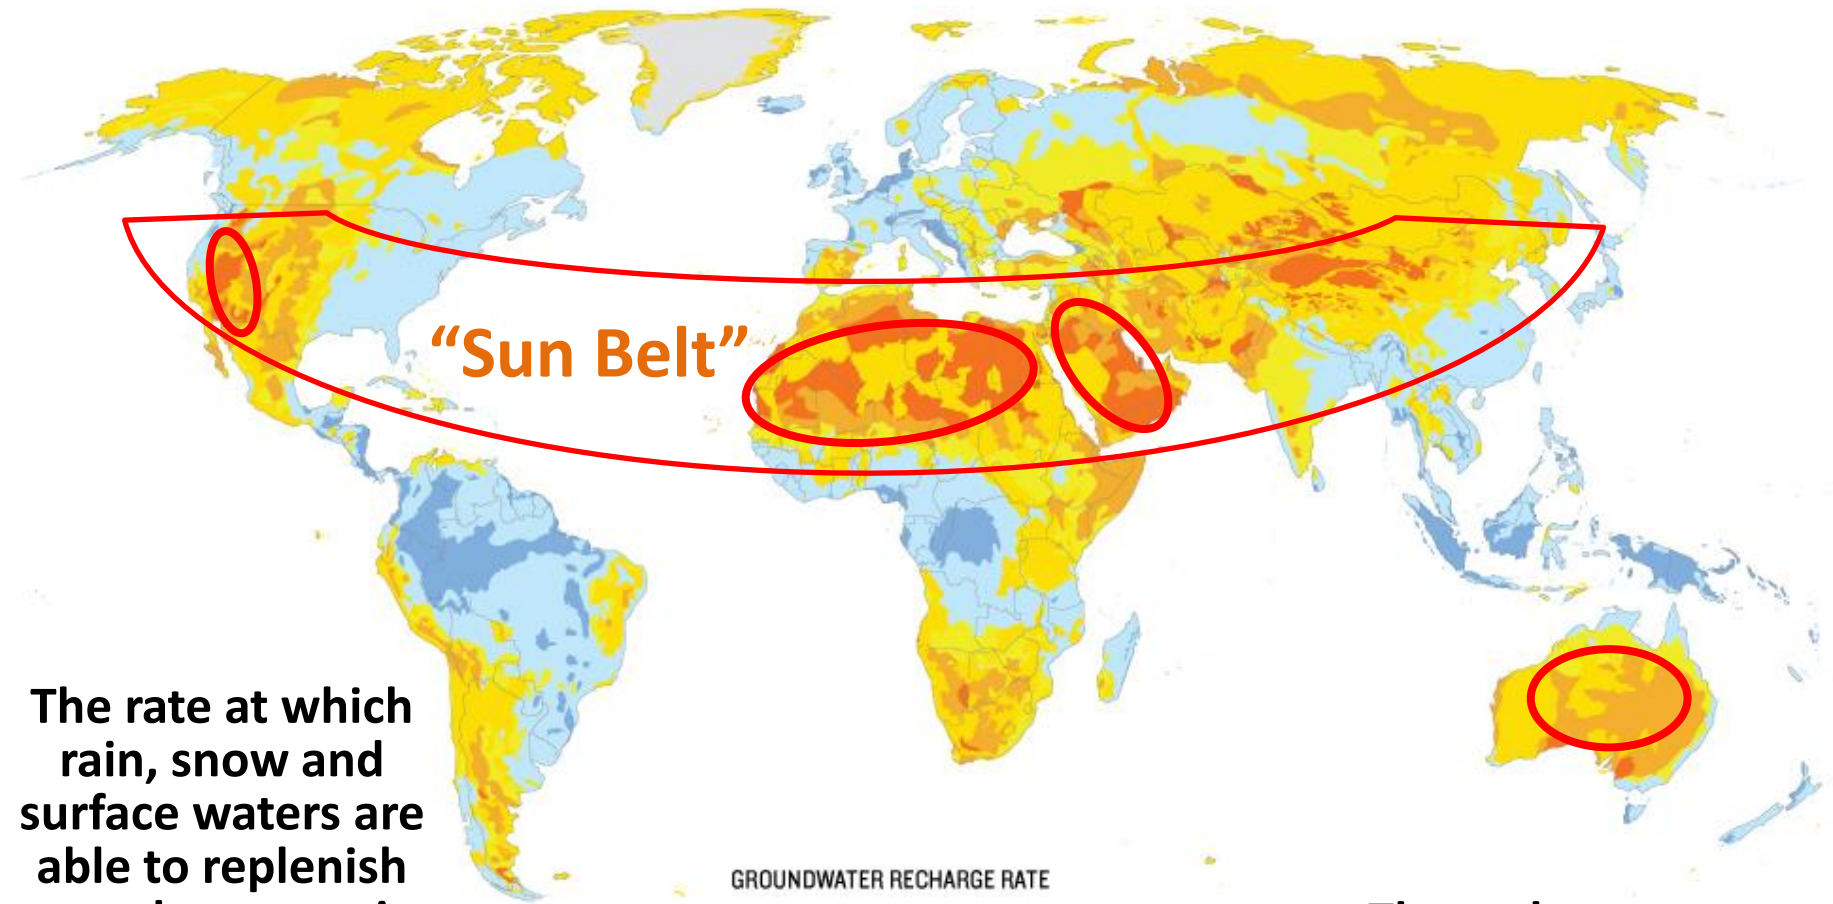 “Sun Belt”
The rate at which
rain, snow and
surface waters are
able to replenish
GROUNDWATER RECHARGE RATE